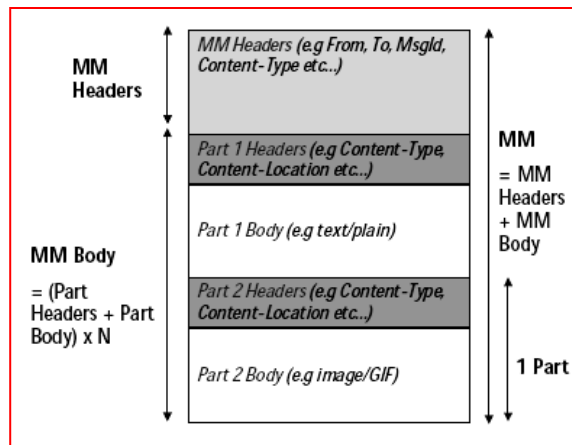 MM
Headers
MM Headers (e.g From, To, MsgId,
Content-Type etc...)
Part 1 Headers (e.g Content-Type,
Content-Location etc...)
Part 1 Body (e.g text/plain)
Part 2 Headers (e.g Content-Type,
Content-Location etc...)
Part 2 Body (e.g image/GIF)
MM Body
= (Part
Headers + Part
Body) x N
MM
= MM
Headers
+ MM
Body
1 Part